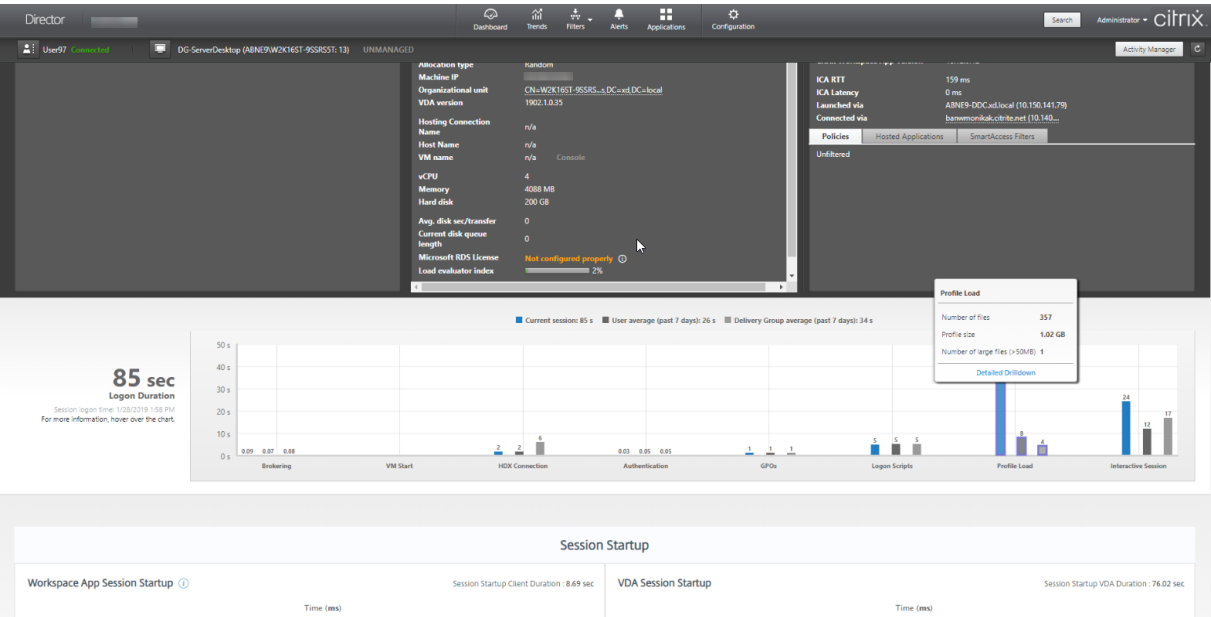 Director
Dashboard
Trends
Filters
Alerts
Applications
Configuration
Search
Administrator
citrix
User97 Connected
DG-ServerDesktop (ABNE9\W2K16ST-9SSRS5T: 13) UNMANAGED
Activity Manager
Allocation type Random
Machine IP
Organizational unit CN=W2K16ST-9SSRS...s,DC=xd,DC=local
VDA version 1902.1.0.35
Hosting Connection
Name n/a
Host Name n/a
VM name n/a Console
vCPU 4
Memory 4088 MB
Hard disk 200 GB
Avg. disk sec/transfer 0
Current disk queue
length 0
Microsoft RDS License Not configured properly
Load evaluator index 2%
ICA RTT 159 ms
ICA Latency 0 ms
Launched via ABNE9-DDC.xd.local (10.150.141.79)
Connected via banwmonikak.citrite.net (10.140...
Policies Hosted Applications SmartAccess Filters
Unfiltered
Profile Load
Number of files 357
Profile size 1.02 GB
Number of large files (>50MB) 1
Detailed Drilldown
Current session: 85 s User average (past 7 days): 26 s Delivery Group average (past 7 days): 34 s
85 sec
Logon Duration
Session logon time: 1/28/2019 1:58 PM
For more information, hover over the chart.
50 s
40 s
30 s
20 s
10 s
0 s
0.09 0.07 0.08
2 2 6
0.03 0.05 0.05
1 1 1
5 5 5
8 4
24 12 17
Brokering
VM Start
HDX Connection
Authentication
GPOs
Logon Scripts
Profile Load
Interactive Session
Session Startup
Workspace App Session Startup
Session Startup Client Duration : 8.69 sec
Time (ms)
VDA Session Startup
Session Startup VDA Duration : 76.02 sec
Time (ms)